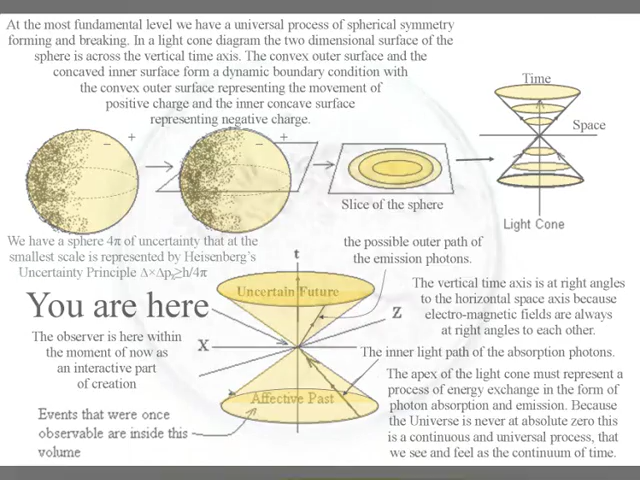 At the most fundamental level we have a universal process of spherical symmetry
forming and breaking. In a light cone diagram the two dimensional surface of the
sphere is across the vertical time axis. The convex outer surface and the
concaved inner surface form a dynamic boundary condition with
the convex outer surface representing the movement of
positive charge and the inner concave surface
representing negative charge.
− +
− +
Slice of the sphere
Time
Space
Light Cone
We have a sphere 4π of uncertainty that at the
smallest scale is represented by Heisenberg's
Uncertainty Principle Δ×Δpₓ≥h/4π
You are here
The observer is here within
the moment of now as
an interactive part
of creation
Events that were once
observable are inside this
volume
t
Uncertain Future
X
Z
Affective Past
the possible outer path of
the emission photons.
The vertical time axis is at right angles
to the horizontal space axis because
electro-magnetic fields are always
at right angles to each other.
The inner light path of the absorption photons.
The apex of the light cone must represent a
process of energy exchange in the form of
photon absorption and emission. Because
the Universe is never at absolute zero this
is a continuous and universal process, that
we see and feel as the continuum of time.